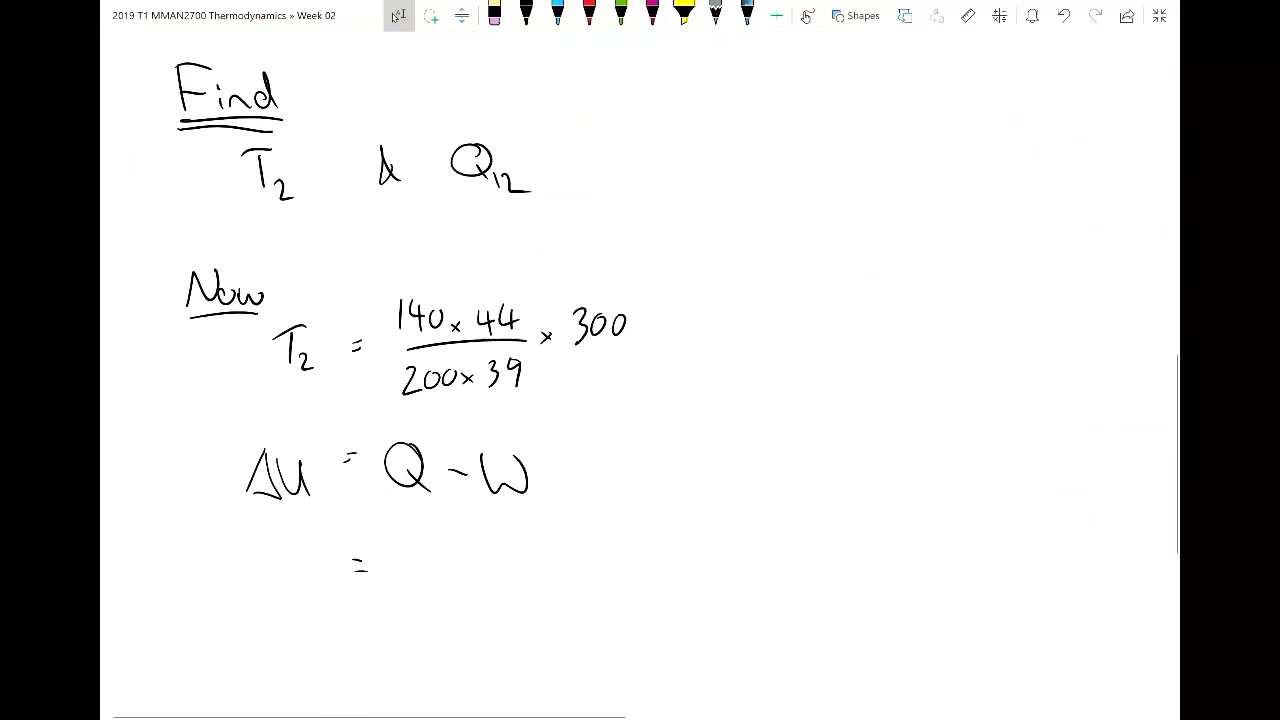 2019 T1 MMAN2700 Thermodynamics » Week 02
Shapes
Find
T₂ & Q₁₂
Now
T₂ = (140 × 44)/(200 × 39) × 300
ΔU = Q - W
=